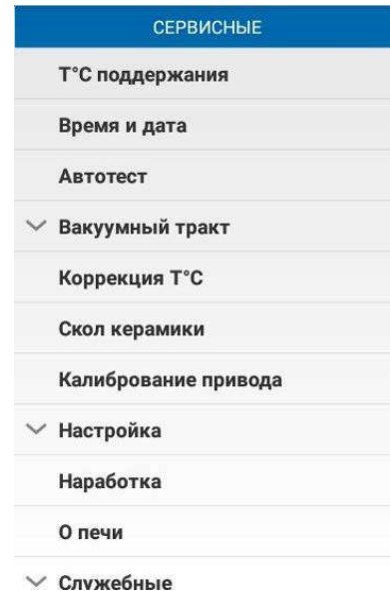 СЕРВИСНЫЕ
Т°С поддержания
Время и дата
Автотест
Вакуумный тракт
Коррекция Т°С
Скол керамики
Калибрование привода
Настройка
Наработка
О печи
Служебные